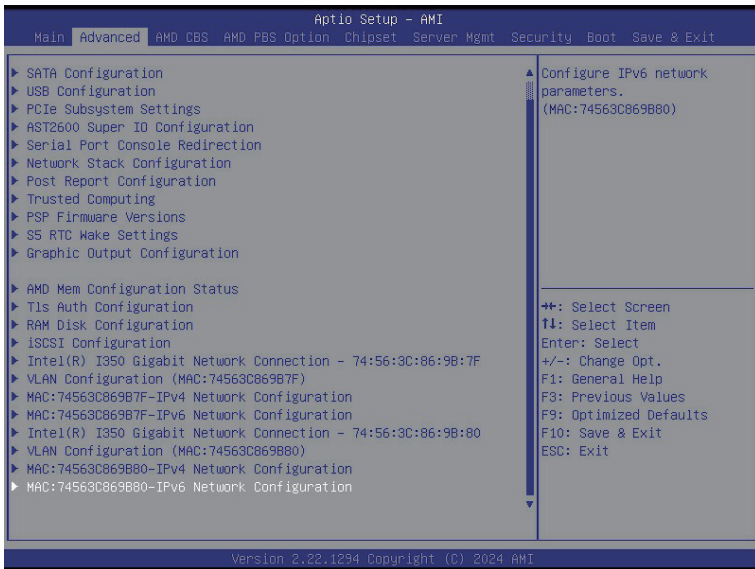 Aptio Setup – AMI
Main Advanced AMD CBS AMD PBS Option Chipset Server Mgmt Security Boot Save & Exit
▶ SATA Configuration
▶ USB Configuration
▶ PCIe Subsystem Settings
▶ AST2600 Super IO Configuration
▶ Serial Port Console Redirection
▶ Network Stack Configuration
▶ Post Report Configuration
▶ Trusted Computing
▶ PSP Firmware Versions
▶ S5 RTC Wake Settings
▶ Graphic Output Configuration
▶ AMD Mem Configuration Status
▶ Tls Auth Configuration
▶ RAM Disk Configuration
▶ iSCSI Configuration
▶ Intel(R) I350 Gigabit Network Connection – 74:56:3C:86:9B:7F
▶ VLAN Configuration (MAC:74563C869B7F)
▶ MAC:74563C869B7F-IPv4 Network Configuration
▶ MAC:74563C869B7F-IPv6 Network Configuration
▶ Intel(R) I350 Gigabit Network Connection – 74:56:3C:86:9B:80
▶ VLAN Configuration (MAC:74563C869B80)
▶ MAC:74563C869B80-IPv4 Network Configuration
▶ MAC:74563C869B80-IPv6 Network Configuration
Configure IPv6 network
parameters.
(MAC:74563C869B80)
→←: Select Screen
↑↓: Select Item
Enter: Select
+/-: Change Opt.
F1: General Help
F3: Previous Values
F9: Optimized Defaults
F10: Save & Exit
ESC: Exit
Version 2.22.1294 Copyright (C) 2024 AMI